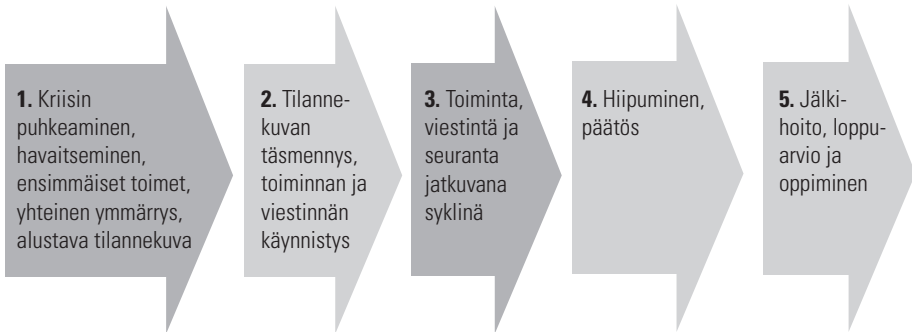 1. Kriisin
puhkeaminen,
havaitseminen,
ensimmäiset toimet,
yhteinen ymmärrys,
alustava tilannekuva
2. Tilanne-
kuvan
täsmennys,
toiminnan ja
viestinnän
käynnistys
3. Toiminta,
viestintä ja
seuranta
jatkuvana
syklinä
4. Hiipuminen,
päätös
5. Jälki-
hoito, loppu-
arvio ja
oppiminen